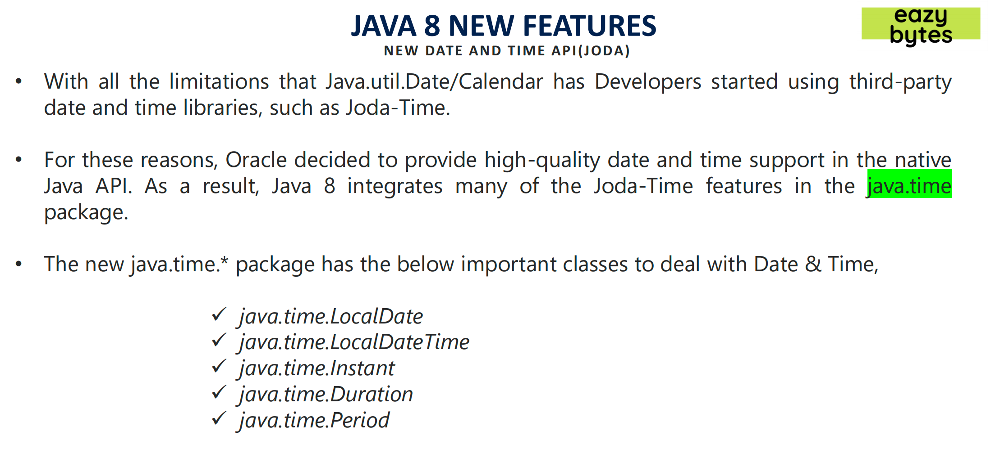 JAVA 8 NEW FEATURES
eazy
bytes
NEW DATE AND TIME API(JODA)
• With all the limitations that Java.util.Date/Calendar has Developers started using third-party
date and time libraries, such as Joda-Time.
• For these reasons, Oracle decided to provide high-quality date and time support in the native
Java API. As a result, Java 8 integrates many of the Joda-Time features in the java.time
package.
• The new java.time.* package has the below important classes to deal with Date & Time,
✓ java.time.LocalDate
✓ java.time.LocalDateTime
✓ java.time.Instant
✓ java.time.Duration
✓ java.time.Period